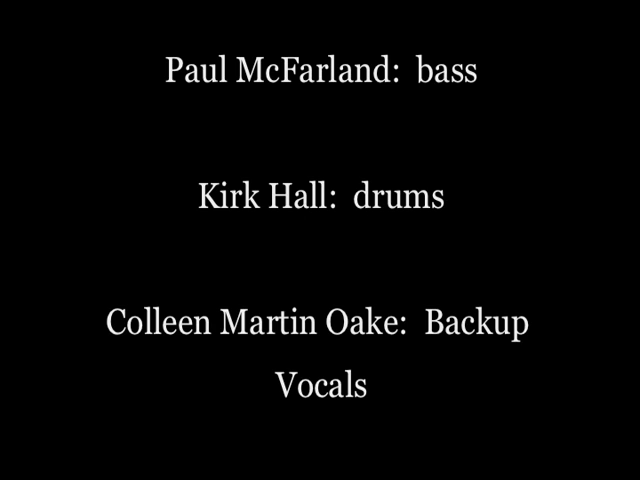 Paul McFarland:  bass
Kirk Hall:  drums
Colleen Martin Oake:  Backup
Vocals